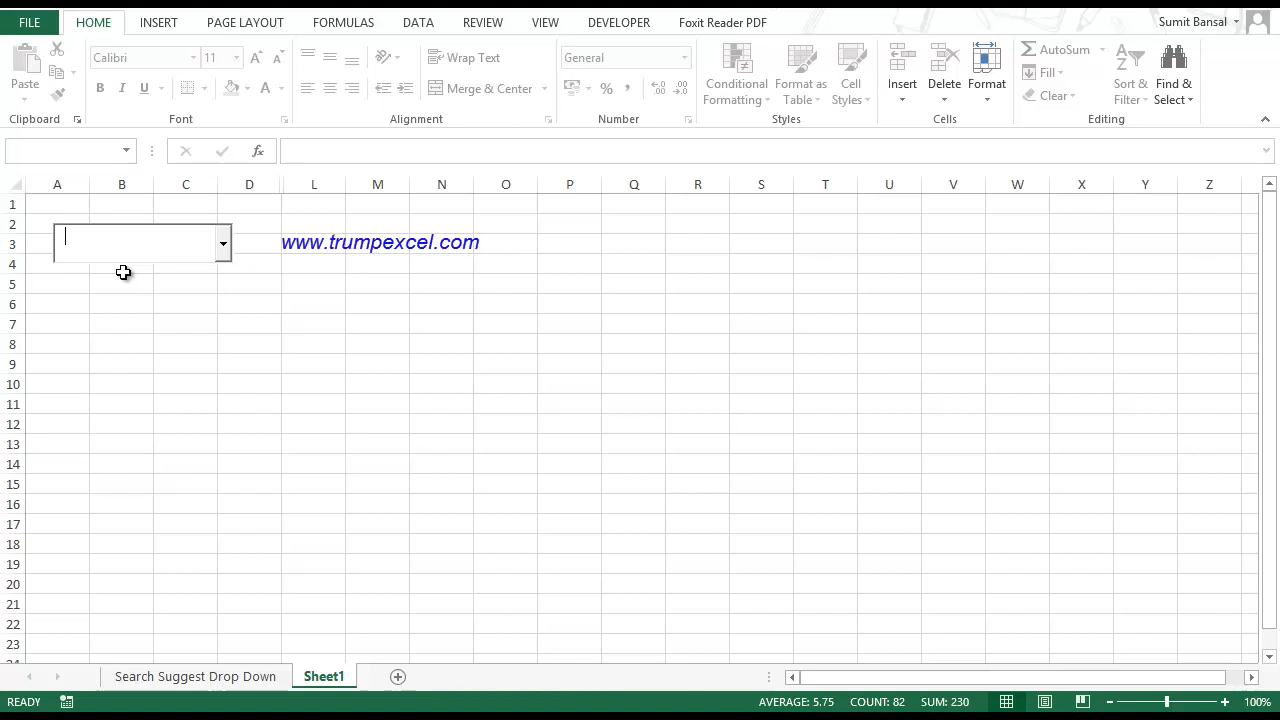 FILE HOME INSERT PAGE LAYOUT FORMULAS DATA REVIEW VIEW DEVELOPER Foxit Reader PDF Sumit Bansal
Calibri 11 Wrap Text General AutoSum
Paste Conditional Format as Cell Insert Delete Format Fill Sort & Find &
B I U A Merge & Center % Formatting Table Styles Clear Filter Select
Clipboard Font Alignment Number Styles Cells Editing
fx
A B C D L M N O P Q R S T U V W X Y Z
1
2
3 www.trumpexcel.com
4
5
6
7
8
9
10
11
12
13
14
15
16
17
18
19
20
21
22
23
24
Search Suggest Drop Down Sheet1
READY AVERAGE: 5.75 COUNT: 82 SUM: 230 100%